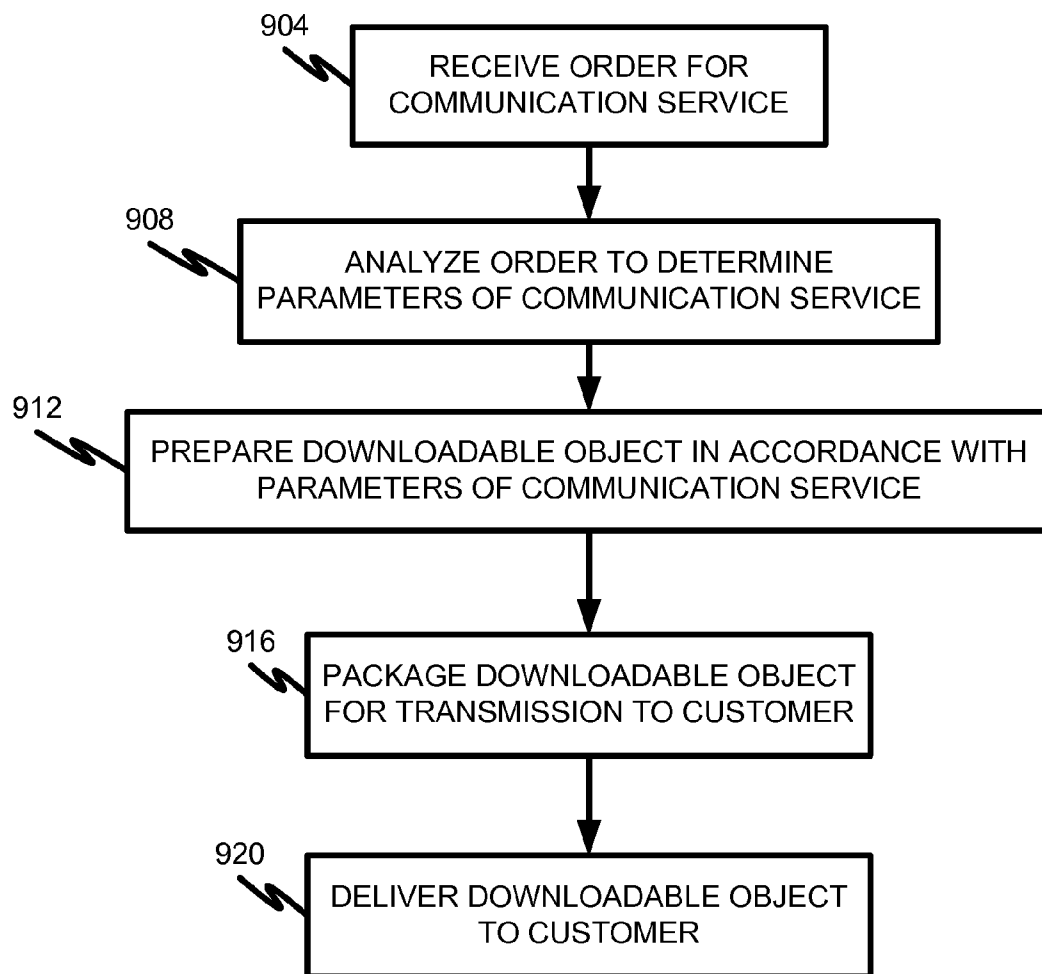 904
RECEIVE ORDER FOR
COMMUNICATION SERVICE
908
ANALYZE ORDER TO DETERMINE
PARAMETERS OF COMMUNICATION SERVICE
912
PREPARE DOWNLOADABLE OBJECT IN ACCORDANCE WITH
PARAMETERS OF COMMUNICATION SERVICE
916
PACKAGE DOWNLOADABLE OBJECT
FOR TRANSMISSION TO CUSTOMER
920
DELIVER DOWNLOADABLE OBJECT
TO CUSTOMER